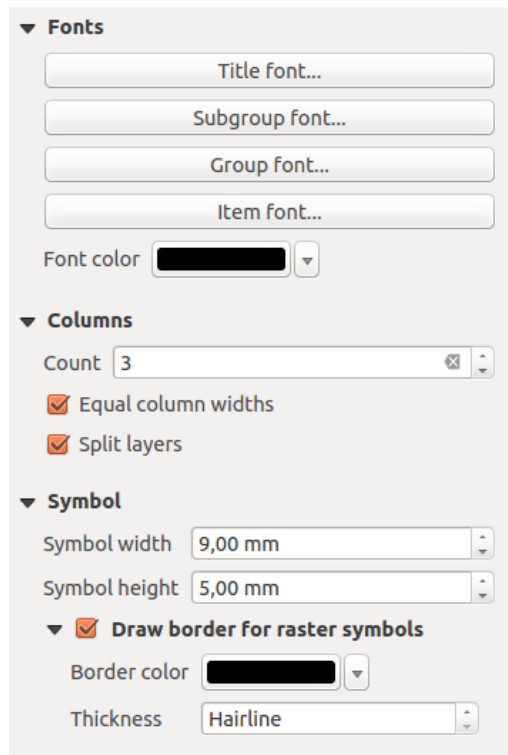 Fonts
Title font...
Subgroup font...
Group font...
Item font...
Font color
Columns
Count 3
Equal column widths
Split layers
Symbol
Symbol width 9,00 mm
Symbol height 5,00 mm
Draw border for raster symbols
Border color
Thickness Hairline